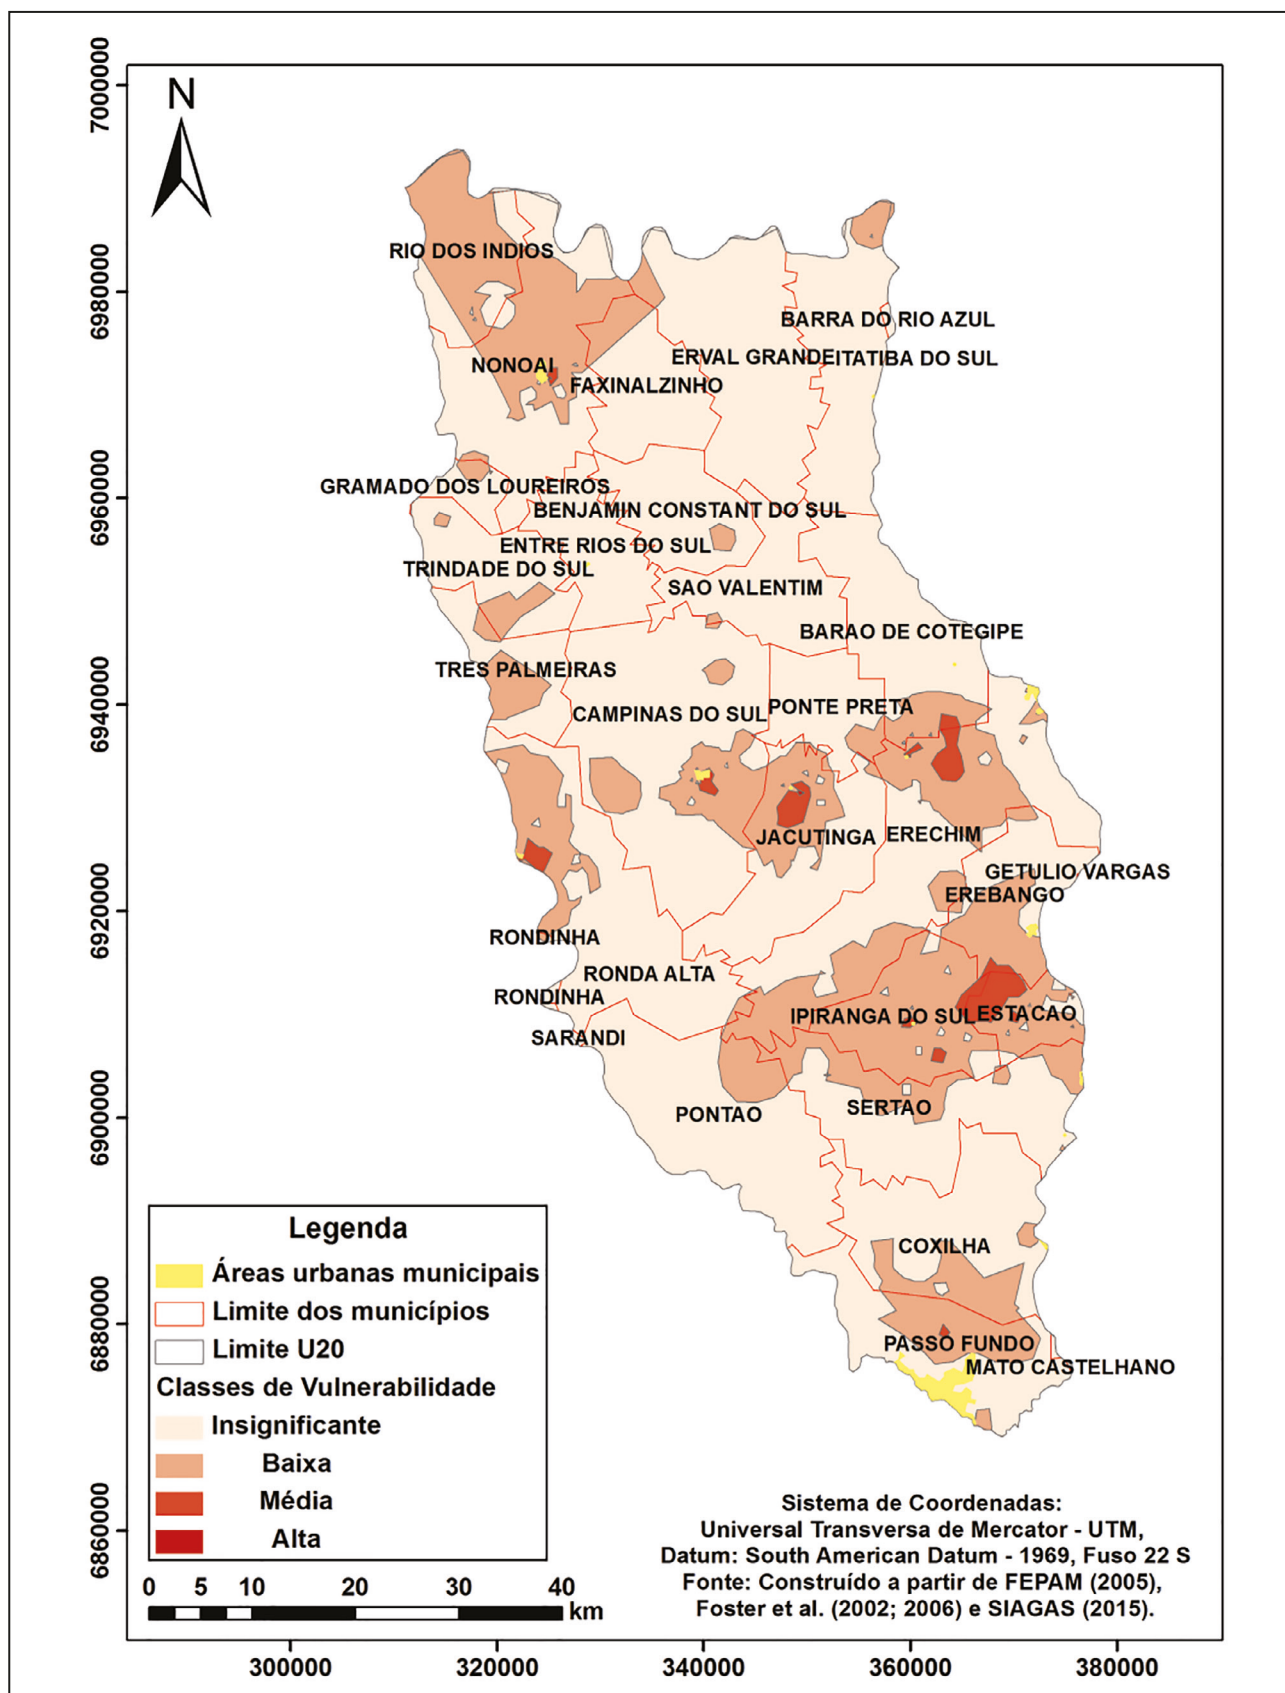 N
7000000
6980000
6960000
6940000
6920000
6900000
6880000
6860000
RIO DOS INDIOS
BARRA DO RIO AZUL
NONOAI
ERVAL GRANDE
ITATIBA DO SUL
FAXINALZINHO
GRAMADO DOS LOUREIROS
BENJAMIN CONSTANT DO SUL
ENTRE RIOS DO SUL
TRINDADE DO SUL
SAO VALENTIM
BARAO DE COTEGIPE
TRES PALMEIRAS
CAMPINAS DO SUL
PONTE PRETA
JACUTINGA
ERECHIM
GETULIO VARGAS
EREBANGO
RONDINHA
RONDA ALTA
RONDINHA
IPIRANGA DO SUL
ESTACAO
SARANDI
PONTAO
SERTAO
COXILHA
PASSO FUNDO
MATO CASTELHANO
Legenda
Áreas urbanas municipais
Limite dos municípios
Limite U20
Classes de Vulnerabilidade
Insignificante
Baixa
Média
Alta
0 5 10 20 30 40
km
Sistema de Coordenadas:
Universal Transversa de Mercator - UTM,
Datum: South American Datum - 1969, Fuso 22 S
Fonte: Construído a partir de FEPAM (2005),
Foster et al. (2002; 2006) e SIAGAS (2015).
300000 320000 340000 360000 380000